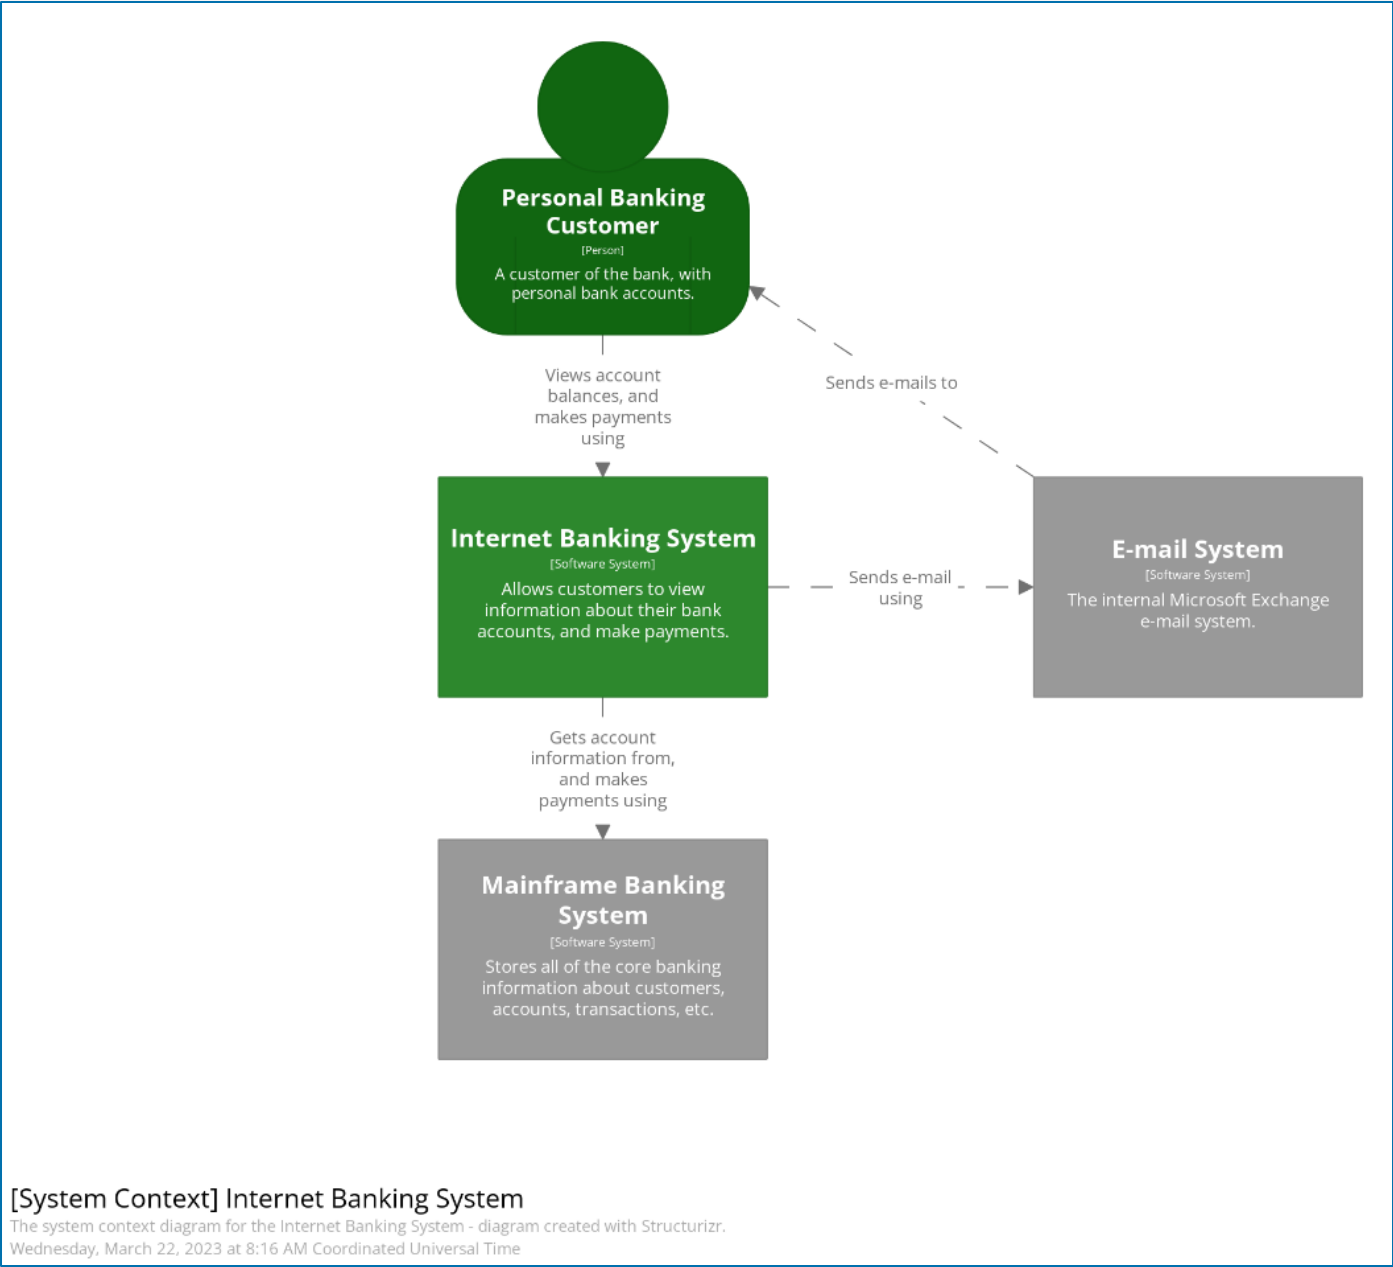 Personal Banking
Customer
[Person]
A customer of the bank, with
personal bank accounts.
Views account
balances, and
makes payments
using
Sends e-mails to
Internet Banking System
[Software System]
Allows customers to view
information about their bank
accounts, and make payments.
Sends e-mail
using
E-mail System
[Software System]
The internal Microsoft Exchange
e-mail system.
Gets account
information from,
and makes
payments using
Mainframe Banking
System
[Software System]
Stores all of the core banking
information about customers,
accounts, transactions, etc.
[System Context] Internet Banking System
The system context diagram for the Internet Banking System - diagram created with Structurizr.
Wednesday, March 22, 2023 at 8:16 AM Coordinated Universal Time